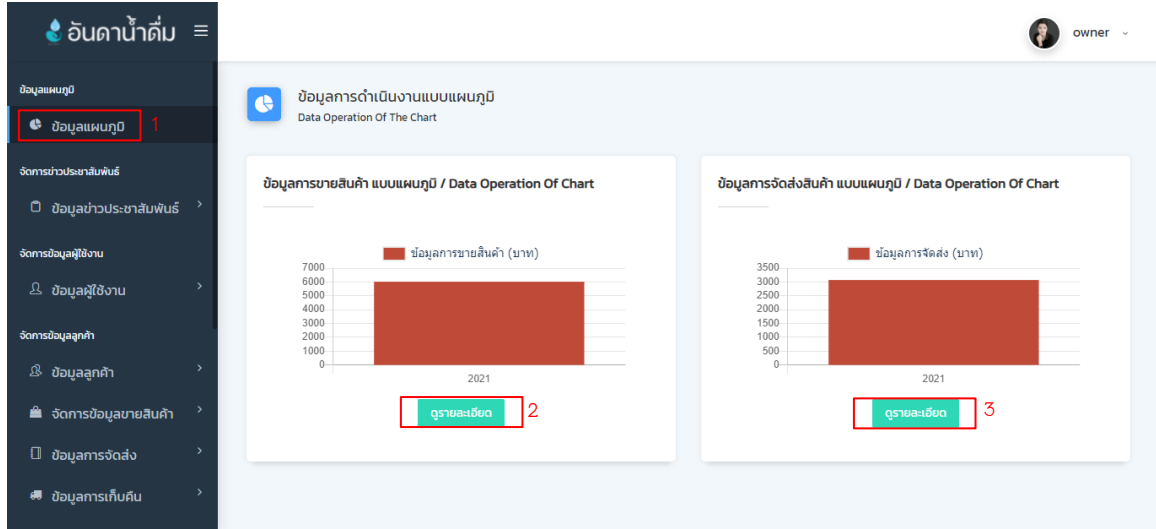 อันดาน้ำดื่ม
owner
ข้อมูลแผนภูมิ
ข้อมูลแผนภูมิ 1
จัดการข่าวประชาสัมพันธ์
ข้อมูลข่าวประชาสัมพันธ์
จัดการข้อมูลผู้ใช้งาน
ข้อมูลผู้ใช้งาน
จัดการข้อมูลลูกค้า
ข้อมูลลูกค้า
จัดการข้อมูลขายสินค้า
ข้อมูลการจัดส่ง
ข้อมูลการเก็บคืน
ข้อมูลการดำเนินงานแบบแผนภูมิ
Data Operation Of The Chart
ข้อมูลการขายสินค้า แบบแผนภูมิ / Data Operation Of Chart
ข้อมูลการขายสินค้า (บาท)
7000
6000
5000
4000
3000
2000
1000
0
2021
ดูรายละเอียด 2
ข้อมูลการจัดส่งสินค้า แบบแผนภูมิ / Data Operation Of Chart
ข้อมูลการจัดส่ง (บาท)
3500
3000
2500
2000
1500
1000
500
0
2021
ดูรายละเอียด 3